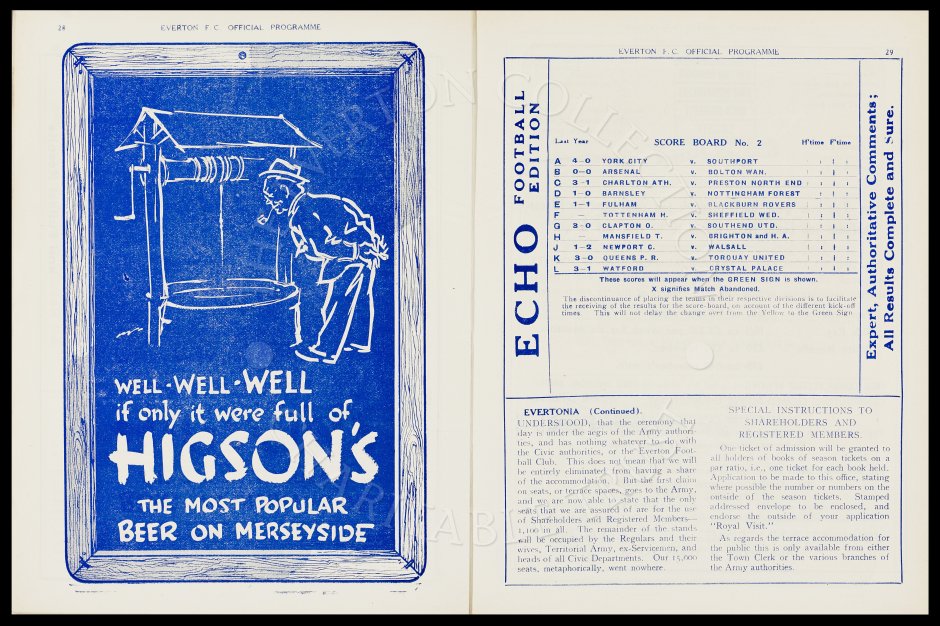 28
EVERTON F. C. OFFICIAL PROGRAMME
WELL-WELL-WELL
if only it were full of
HIGSON'S
THE MOST POPULAR
BEER ON MERSEYSIDE
EVERTON F. C. OFFICIAL PROGRAMME
29
ECHO FOOTBALL
EDITION
Last Year SCORE BOARD No. 2 H'time F'time
A 4-0 YORK CITY v. SOUTHPORT : | :
B 0-0 ARSENAL v. BOLTON WAN. : | :
C 3-1 CHARLTON ATH. v. PRESTON NORTH END : | :
D 1-0 BARNSLEY v. NOTTINGHAM FOREST : | :
E 1-1 FULHAM v. BLACKBURN ROVERS : | :
F — TOTTENHAM H. v. SHEFFIELD WED. : | :
G 3-0 CLAPTON O. v. SOUTHEND UTD. : | :
H — MANSFIELD T. v. BRIGHTON and H. A. : | :
J 1-2 NEWPORT C. v. WALSALL : | :
K 3-0 QUEENS P. R. v. TORQUAY UNITED : | :
L 3-1 WATFORD v. CRYSTAL PALACE : | :
These scores will appear when the GREEN SIGN is shown.
X signifies Match Abandoned.
The discontinuance of placing the teams in their respective divisions is to facilitate
the receiving of the results for the score-board, on account of the different kick-off
times. This will not delay the change over from the Yellow to the Green Sign
Expert, Authoritative Comments;
All Results Complete and Sure.
EVERTONIA (Continued).
UNDERSTOOD, that the ceremony that
day is under the aegis of the Army authori-
ties, and has nothing whatever to do with
the Civic authorities, or the Everton Foot-
ball Club. This does not mean that we will
be entirely eliminated from having a share
of the accommodation. But the first claim
on seats, or terrace spaces, goes to the Army,
and we are now able to state that the only
seats that we are assured of are for the use
of Shareholders and Registered Members—
1,100 in all. The remainder of the stands
will be occupied by the Regulars and their
wives, Territorial Army, ex-Servicemen, and
heads of all Civic Departments. Our 15,000
seats, metaphorically, went nowhere.
SPECIAL INSTRUCTIONS TO
SHAREHOLDERS AND
REGISTERED MEMBERS
One ticket of admission will be granted to
all holders of books of season tickets on a
par ratio, i.e., one ticket for each book held.
Application to be made to this office, stating
where possible the number or numbers on the
outside of the season tickets. Stamped
addressed envelope to be enclosed, and
endorse the outside of your application
"Royal Visit."
As regards the terrace accommodation for
the public this is only available from either
the Town Clerk or the various branches of
the Army authorities.
EVERTON COLLECTION